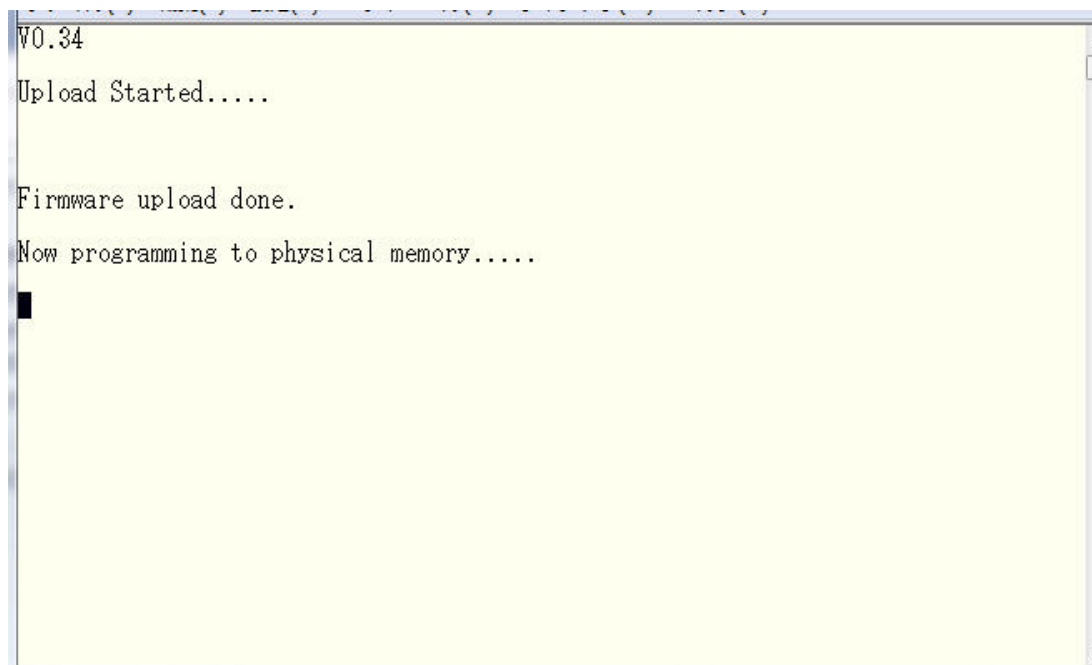 V0.34
Upload Started.....
Firmware upload done.
Now programming to physical memory.....